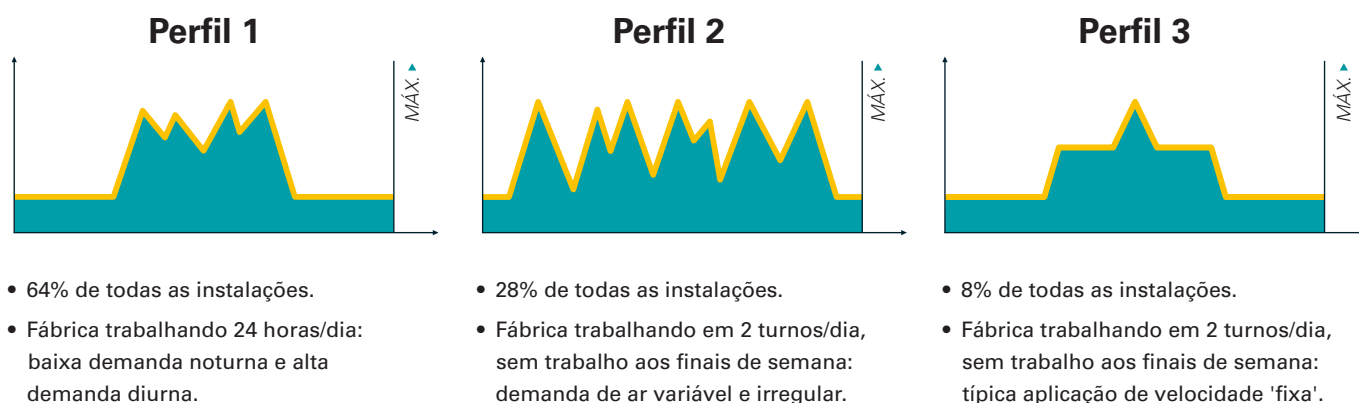 Perfil 1
MÁX.
• 64% de todas as instalações.
• Fábrica trabalhando 24 horas/dia:
baixa demanda noturna e alta
demanda diurna.
Perfil 2
MÁX.
• 28% de todas as instalações.
• Fábrica trabalhando em 2 turnos/dia,
sem trabalho aos finais de semana:
demanda de ar variável e irregular.
Perfil 3
MÁX.
• 8% de todas as instalações.
• Fábrica trabalhando em 2 turnos/dia,
sem trabalho aos finais de semana:
típica aplicação de velocidade 'fixa'.